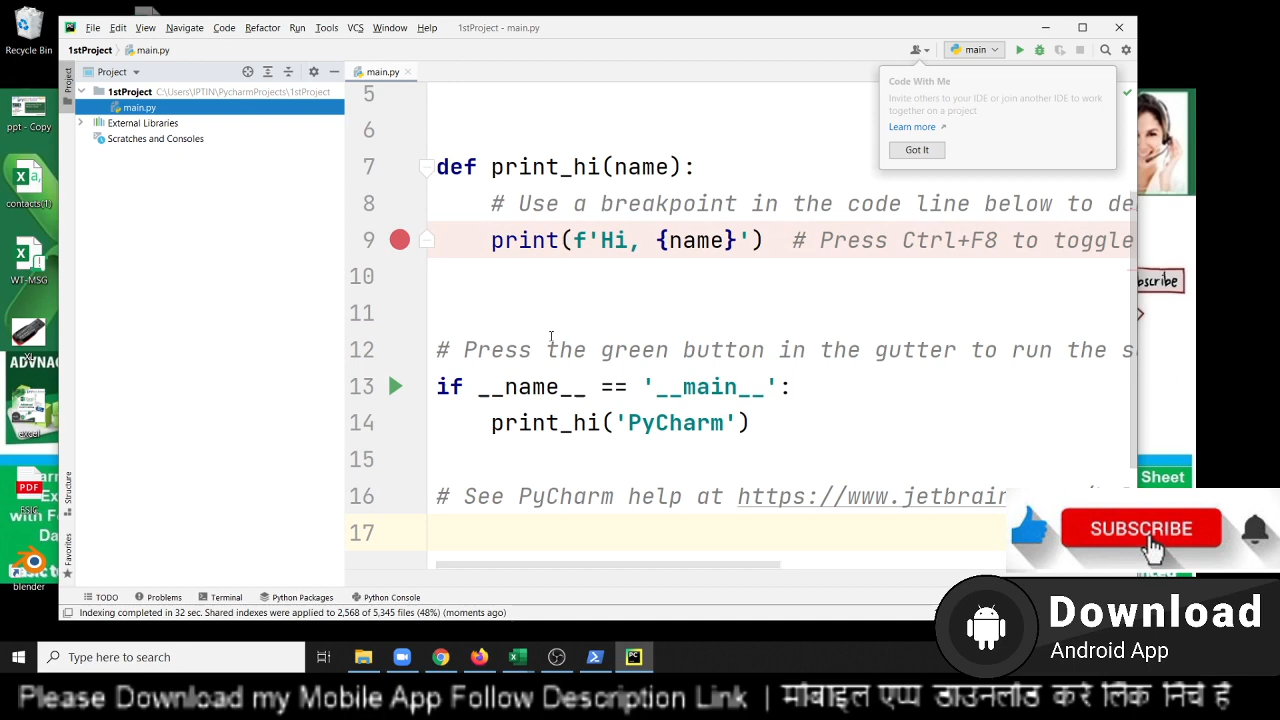 Recycle Bin
ppt - Copy
contacts(1)
WT-MSG
XL
ADVNAC
excel
PDF
FSIC
blender
File Edit View Navigate Code Refactor Run Tools VCS Window Help 1stProject - main.py
1stProject main.py
main
Project
main.py
1stProject C:\Users\IPTIN\PycharmProjects\1stProject
main.py
External Libraries
Scratches and Consoles
Project
Structure
Favorites
Code With Me
Invite others to your IDE or join another IDE to work
together on a project
Learn more ↗
Got It
5
6
7 def print_hi(name):
8 # Use a breakpoint in the code line below to de
9 print(f'Hi, {name}') # Press Ctrl+F8 to toggle
10
11
12 # Press the green button in the gutter to run the s
13 if __name__ == '__main__':
14 print_hi('PyCharm')
15
16 # See PyCharm help at https://www.jetbrain
17
TODO Problems Terminal Python Packages Python Console
Indexing completed in 32 sec. Shared indexes were applied to 2,568 of 5,345 files (48%) (moments ago)
Sheet
SUBSCRIBE
Download
Android App
Type here to search
Please Download my Mobile App Follow Description Link | मोबाइल एप्प डाउनलोड करे लिंक निचे है